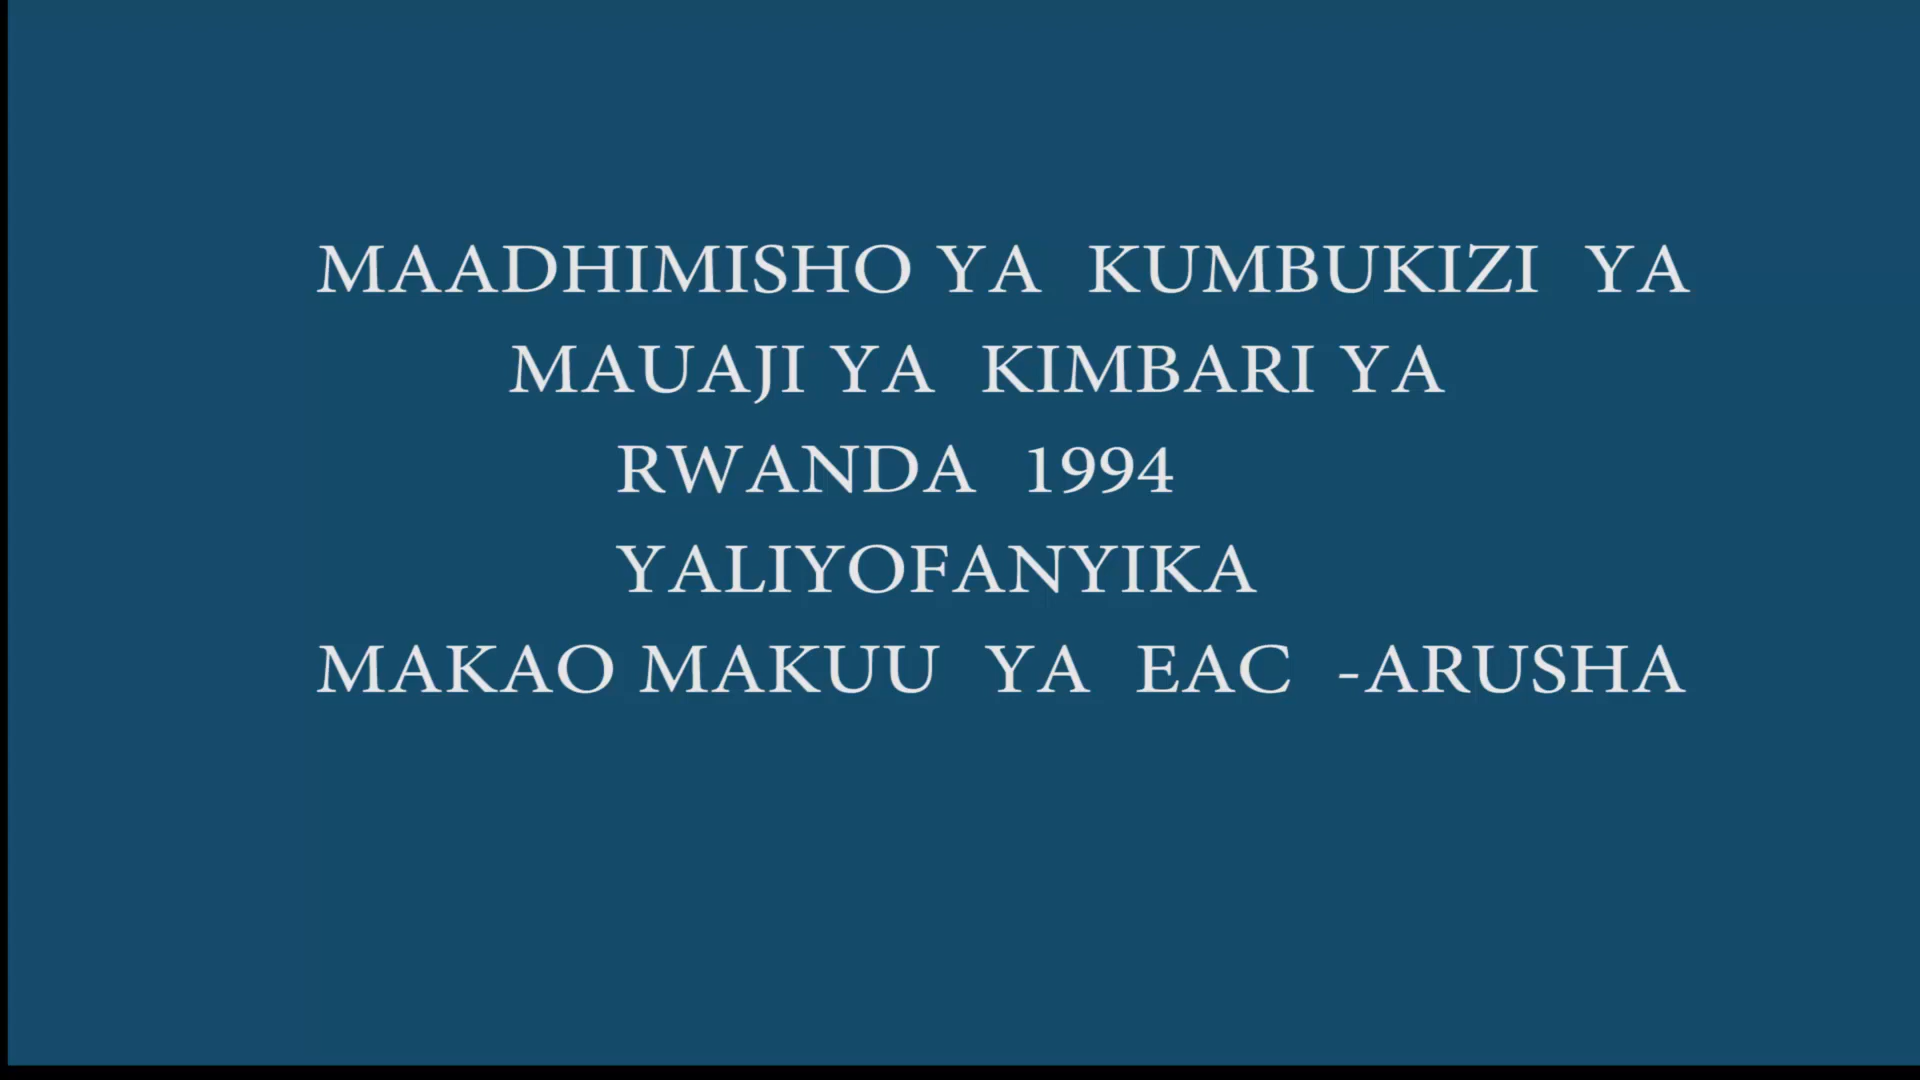 MAADHIMISHO YA KUMBUKIZI YA
MAUAJI YA KIMBARI YA
RWANDA 1994
YALIYOFANYIKA
MAKAO MAKUU YA EAC -ARUSHA